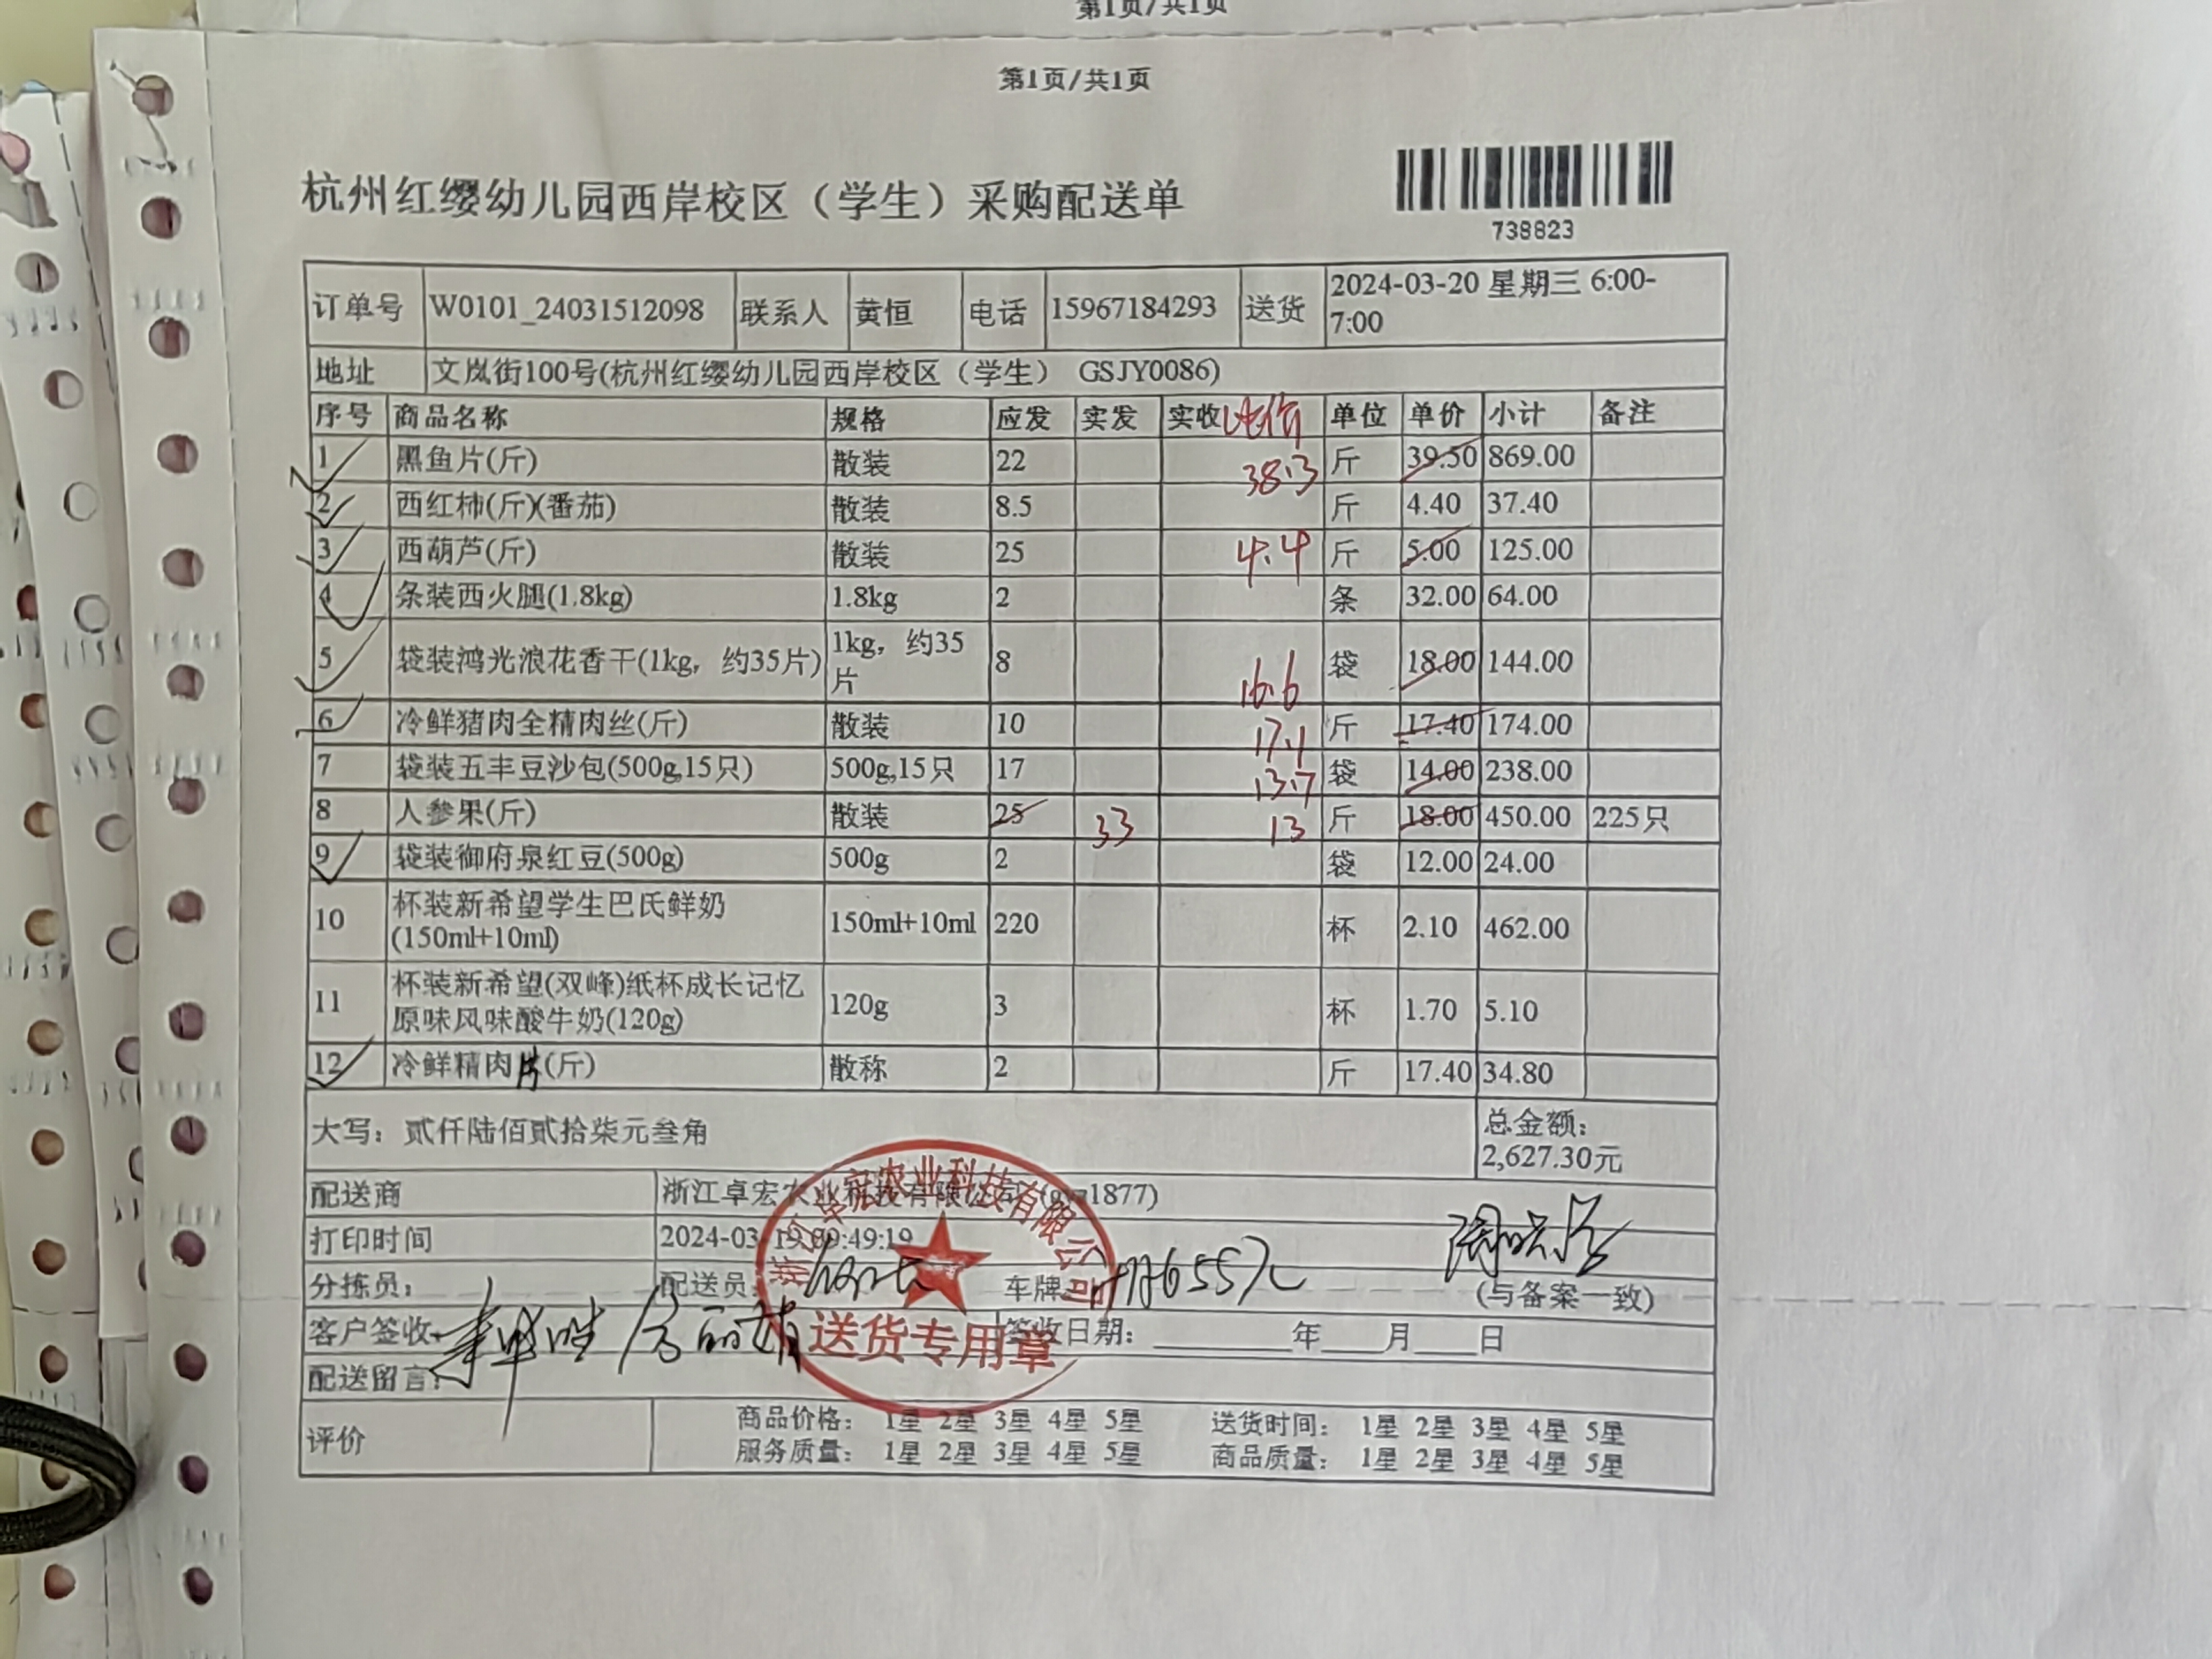 第1页/共1页
第1页/共1页
杭州红缨幼儿园西岸校区（学生）采购配送单
738823
订单号 W0101_24031512098 联系人 黄恒 电话 15967184293 送货 2024-03-20 星期三 6:00-
7:00
地址 文岚街100号(杭州红缨幼儿园西岸校区（学生） GSJY0086)
序号 商品名称 规格 应发 实发 实收 单位 单价 小计 备注
1 黑鱼片(斤) 散装 22 38.3 斤 39.50 869.00
2 西红柿(斤)(番茄) 散装 8.5 斤 4.40 37.40
3 西葫芦(斤) 散装 25 4.4 斤 5.00 125.00
4 条装西火腿(1.8kg) 1.8kg 2 条 32.00 64.00
5 袋装鸿光浪花香干(1kg，约35片) 1kg，约35
片 8 16.6 袋 18.00 144.00
6 冷鲜猪肉全精肉丝(斤) 散装 10 17.1 斤 17.40 174.00
7 袋装五丰豆沙包(500g,15只) 500g,15只 17 13.7 袋 14.00 238.00
8 人参果(斤) 散装 25 33 13 斤 18.00 450.00 225只
9 袋装御府泉红豆(500g) 500g 2 袋 12.00 24.00
10 杯装新希望学生巴氏鲜奶
(150ml+10ml) 150ml+10ml 220 杯 2.10 462.00
11 杯装新希望(双峰)纸杯成长记忆
原味风味酸牛奶(120g) 120g 3 杯 1.70 5.10
12 冷鲜精肉片(斤) 散称 2 斤 17.40 34.80
大写：贰仟陆佰贰拾柒元叁角 总金额：
2,627.30元
配送商 浙江卓宏农业科技有限公司
打印时间 2024-03-19 09:49:19
分拣员： 配送员： 车牌 (与备案一致)
客户签收： 签收日期： 年 月 日
送货专用章
配送留言：
评价 商品价格： 1星 2星 3星 4星 5星 送货时间： 1星 2星 3星 4星 5星
服务质量： 1星 2星 3星 4星 5星 商品质量： 1星 2星 3星 4星 5星